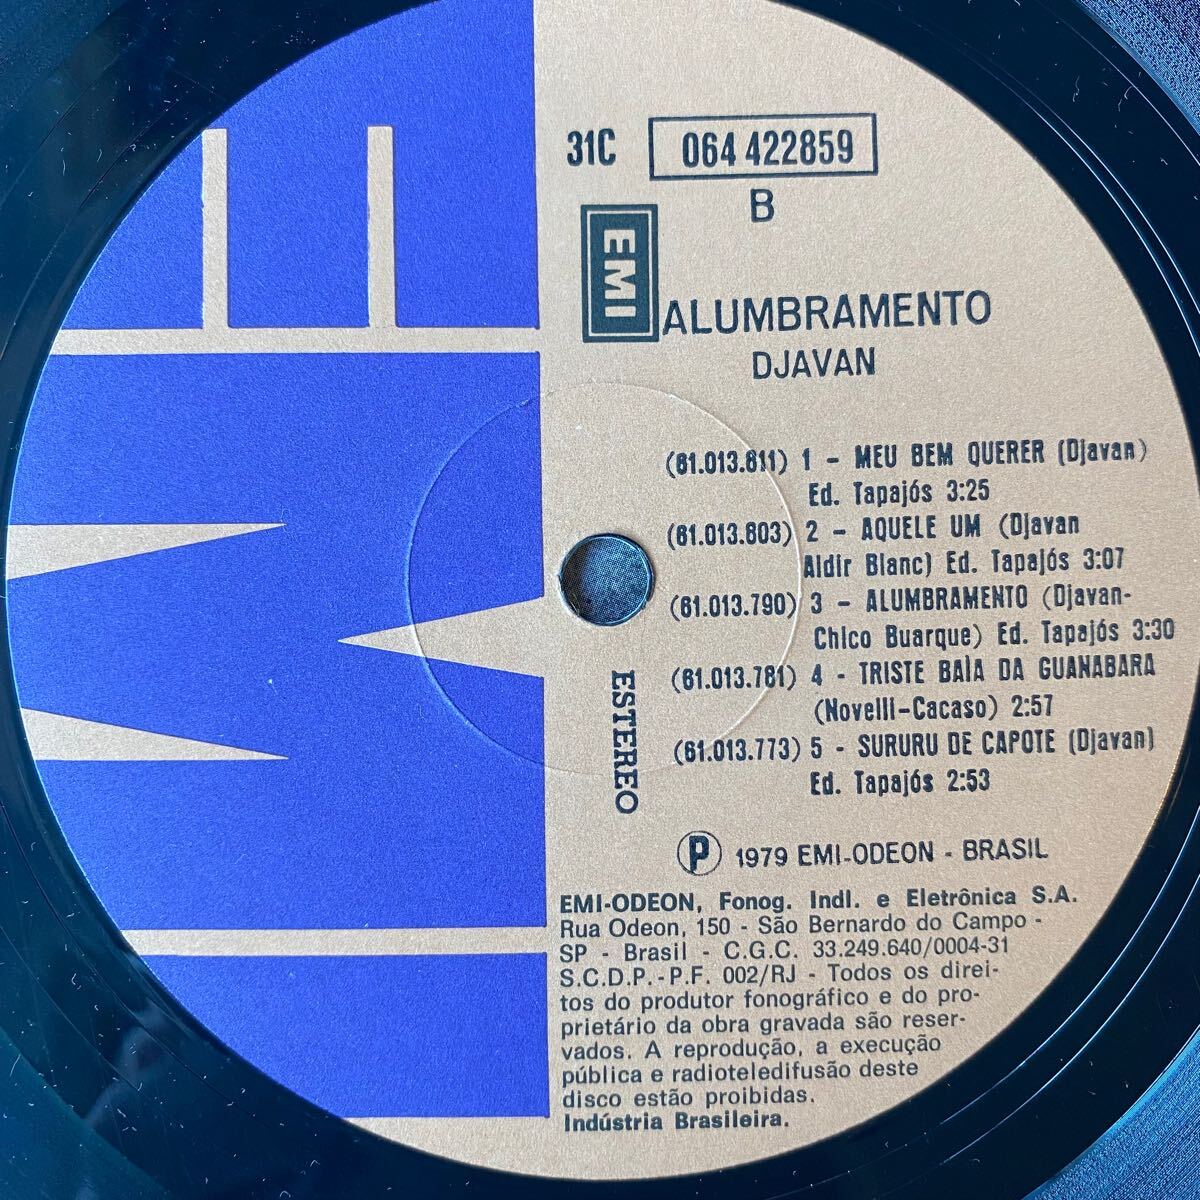 31C 064 422859
B
EMI
ALUMBRAMENTO
DJAVAN
(61.013.811) 1 - MEU BEM QUERER (Djavan)
Ed. Tapajós 3:25
(61.013.803) 2 - AQUELE UM (Djavan
Aldir Blanc) Ed. Tapajós 3:07
(61.013.790) 3 - ALUMBRAMENTO (Djavan-
Chico Buarque) Ed. Tapajós 3:30
(61.013.781) 4 - TRISTE BAÌA DA GUANABARA
(Novelli-Cacaso) 2:57
(61.013.773) 5 - SURURU DE CAPOTE (Djavan)
Ed. Tapajós 2:53
ESTEREO
Ⓟ 1979 EMI-ODEON - BRASIL
EMI-ODEON, Fonog. Indl. e Eletrônica S.A.
Rua Odeon, 150 - São Bernardo do Campo -
SP - Brasil - C.G.C. 33.249.640/0004-31
S.C.D.P.-P.F. 002/RJ - Todos os direi-
tos do produtor fonográfico e do pro-
prietário da obra gravada são reser-
vados. A reprodução, a execução
pública e radioteledifusão deste
disco estão proibidas.
Indústria Brasileira.